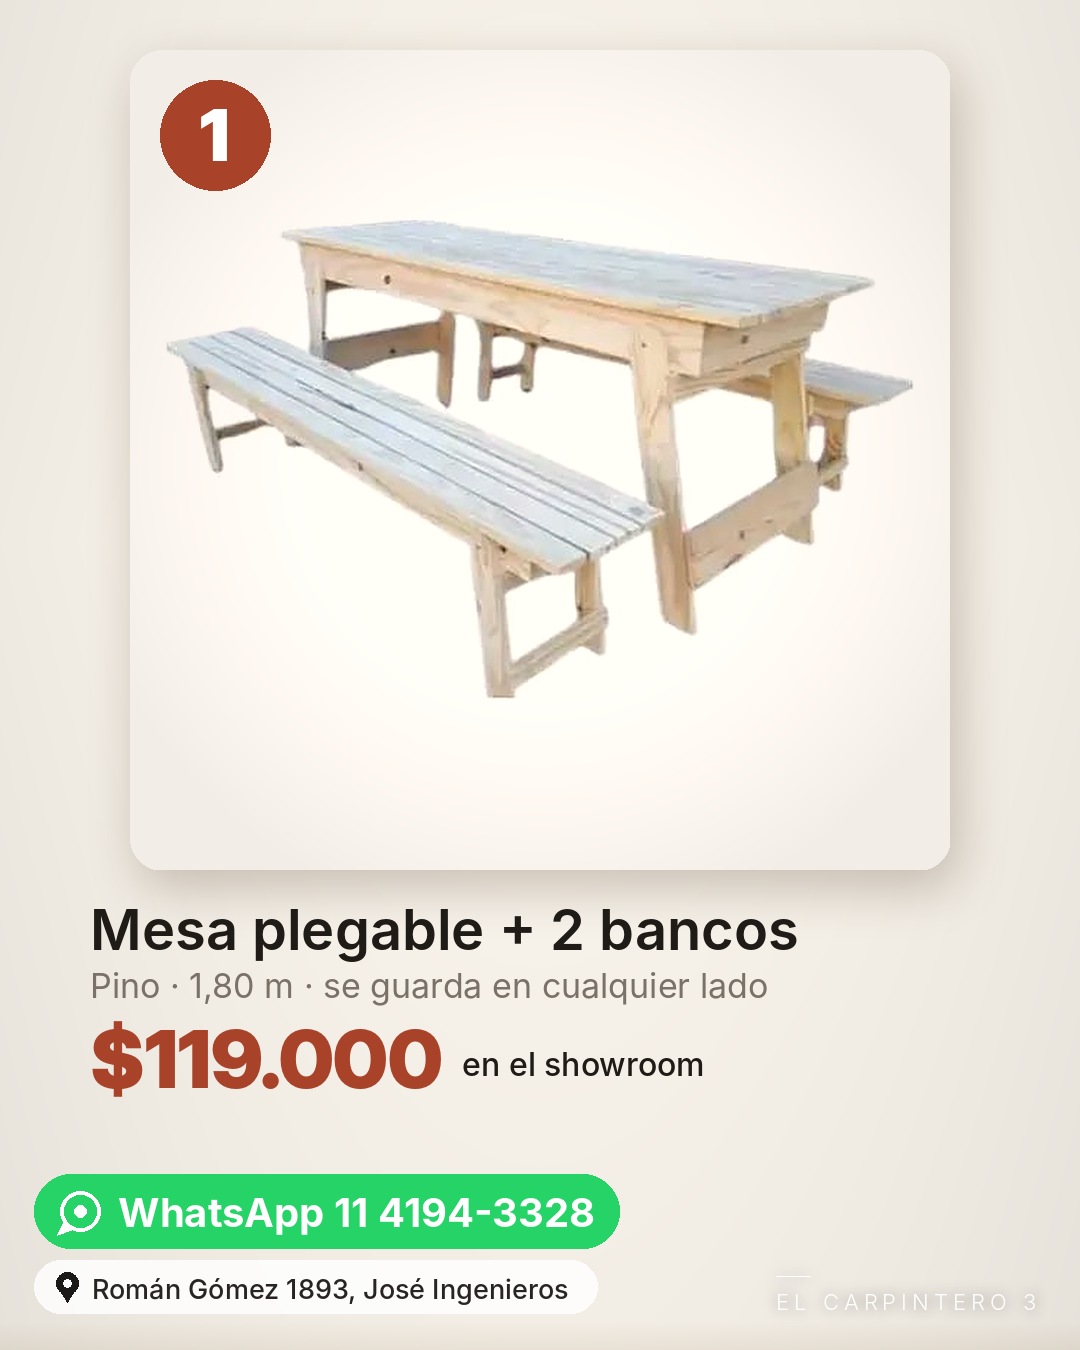 1
Mesa plegable + 2 bancos
Pino · 1,80 m · se guarda en cualquier lado
$119.000 en el showroom
WhatsApp 11 4194-3328
Román Gómez 1893, José Ingenieros
EL CARPINTERO 3